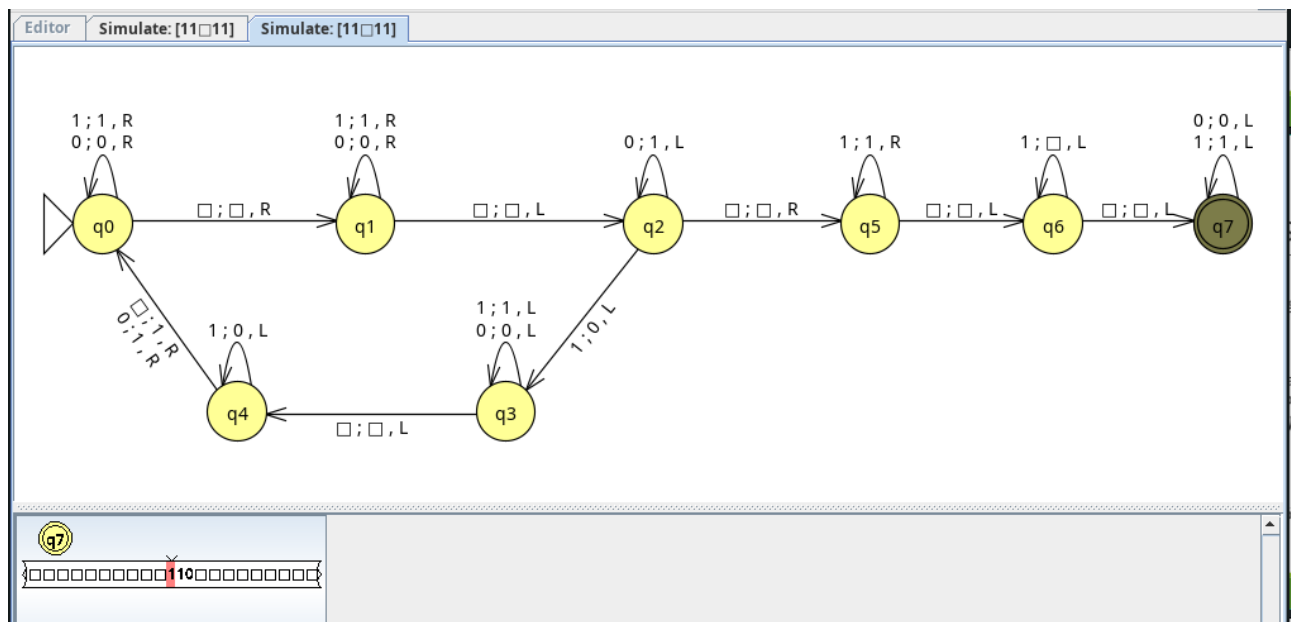 Editor
Simulate: [11□11]
Simulate: [11□11]
1 ; 1 , R
0 ; 0 , R
1 ; 1 , R
0 ; 0 , R
0 ; 1 , L
1 ; 1 , R
1 ; □ , L
0 ; 0 , L
1 ; 1 , L
q0
□ ; □ , R
q1
□ ; □ , L
q2
□ ; □ , R
q5
□ ; □ , L
q6
□ ; □ , L
q7
□ ; 1 , R
0 ; 1 , R
1 ; 0 , L
1 ; 1 , L
0 ; 0 , L
1 ; 0 , L
q4
□ ; □ , L
q3
q7
□□□□□□□□□□110□□□□□□□□□